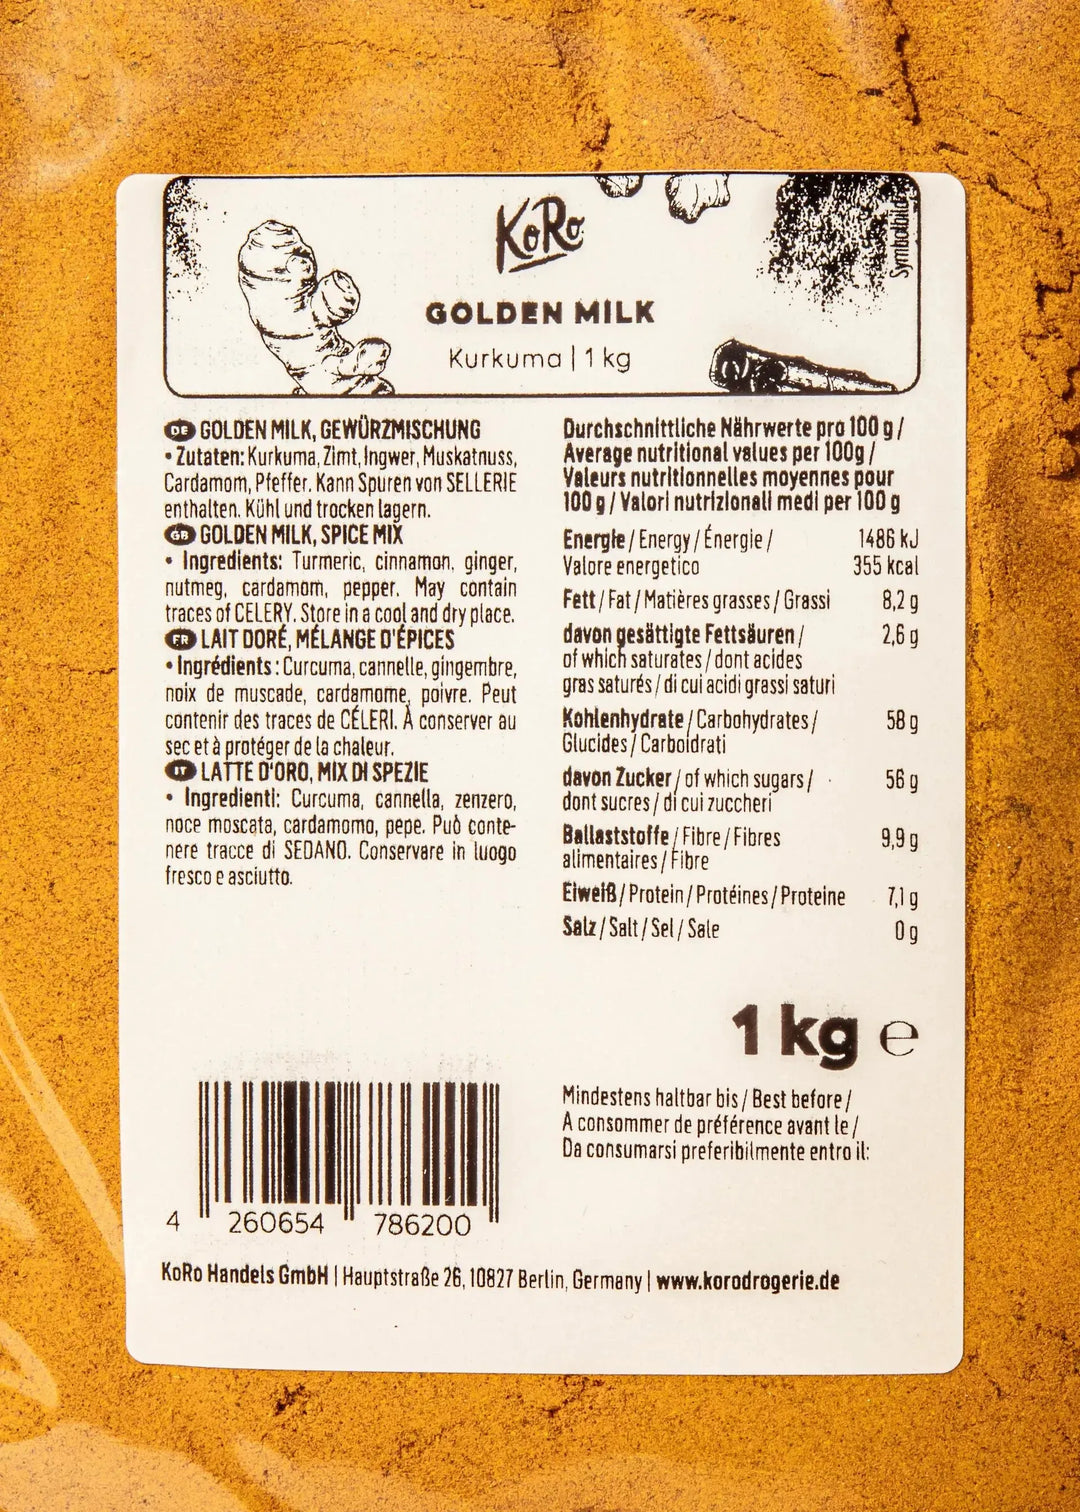 KoRo
Symbolbild
GOLDEN MILK
Kurkuma | 1 kg
DE GOLDEN MILK, GEWÜRZMISCHUNG
• Zutaten: Kurkuma, Zimt, Ingwer, Muskatnuss,
Cardamom, Pfeffer. Kann Spuren von SELLERIE
enthalten. Kühl und trocken lagern.
GB GOLDEN MILK, SPICE MIX
• Ingredients: Turmeric, cinnamon, ginger,
nutmeg, cardamom, pepper. May contain
traces of CELERY. Store in a cool and dry place.
FR LAIT DORÉ, MÉLANGE D'ÉPICES
• Ingrédients : Curcuma, cannelle, gingembre,
noix de muscade, cardamome, poivre. Peut
contenir des traces de CÉLERI. À conserver au
sec et à protéger de la chaleur.
IT LATTE D'ORO, MIX DI SPEZIE
• Ingredienti: Curcuma, cannella, zenzero,
noce moscata, cardamomo, pepe. Può conte-
nere tracce di SEDANO. Conservare in luogo
fresco e asciutto.
Durchschnittliche Nährwerte pro 100 g /
Average nutritional values per 100g /
Valeurs nutritionnelles moyennes pour
100 g / Valori nutrizionali medi per 100 g
Energie / Energy / Énergie / 1486 kJ
Valore energetico 355 kcal
Fett / Fat / Matières grasses / Grassi 8,2 g
davon gesättigte Fettsäuren / 2,6 g
of which saturates / dont acides
gras saturés / di cui acidi grassi saturi
Kohlenhydrate / Carbohydrates / 58 g
Glucides / Carboidrati
davon Zucker / of which sugars / 56 g
dont sucres / di cui zuccheri
Ballaststoffe / Fibre / Fibres 9,9 g
alimentaires / Fibre
Eiweiß / Protein / Protéines / Proteine 7,1 g
Salz / Salt / Sel / Sale 0 g
1 kg e
Mindestens haltbar bis / Best before /
A consommer de préférence avant le /
Da consumarsi preferibilmente entro il:
4 260654 786200
KoRo Handels GmbH | Hauptstraße 26, 10827 Berlin, Germany | www.korodrogerie.de